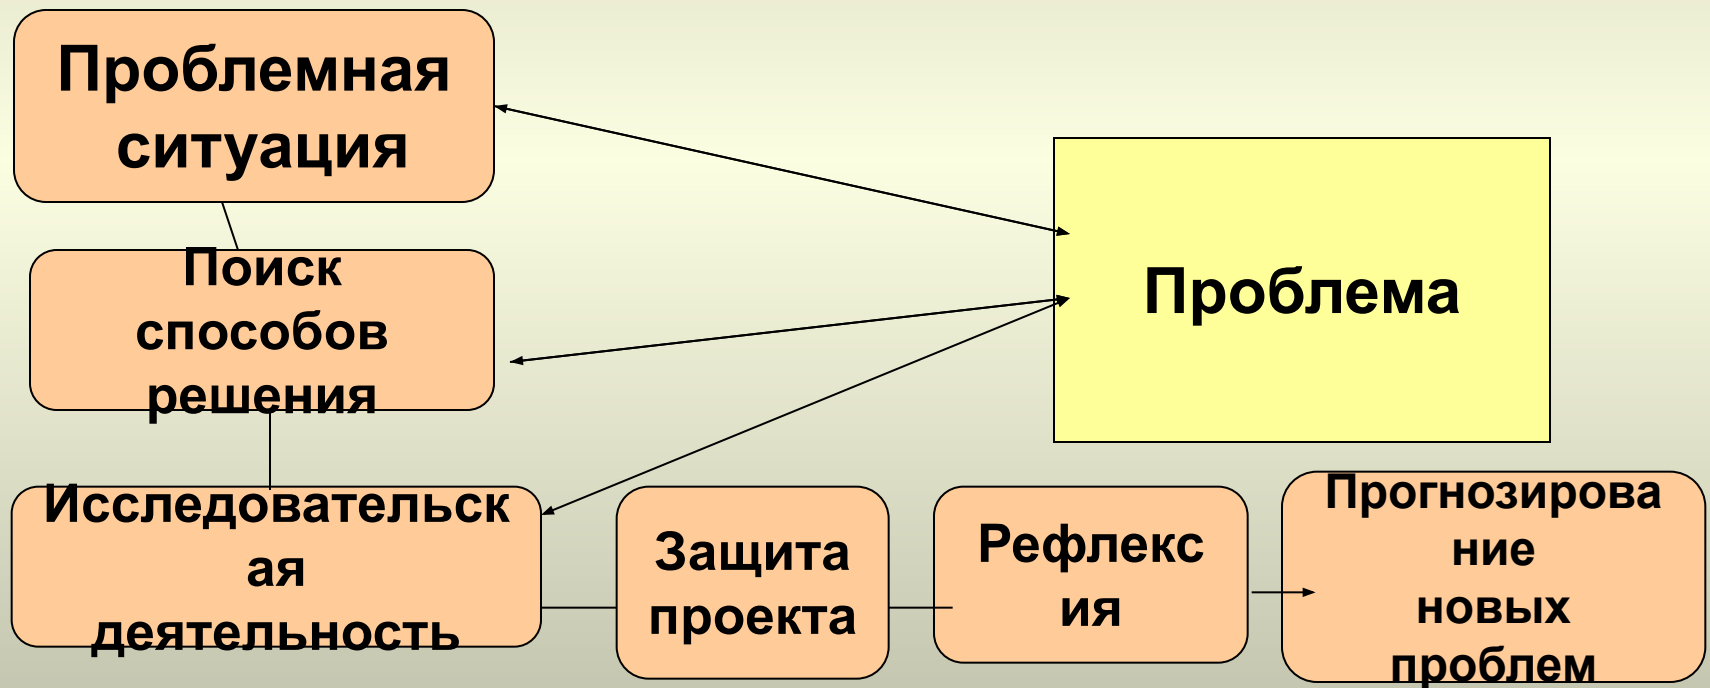 Проблемная
ситуация
Проблема
Поиск
способов
решения
Исследовательск
ая
деятельность
Защита
проекта
Рефлекс
ия
Прогнозирова
ние
новых
проблем